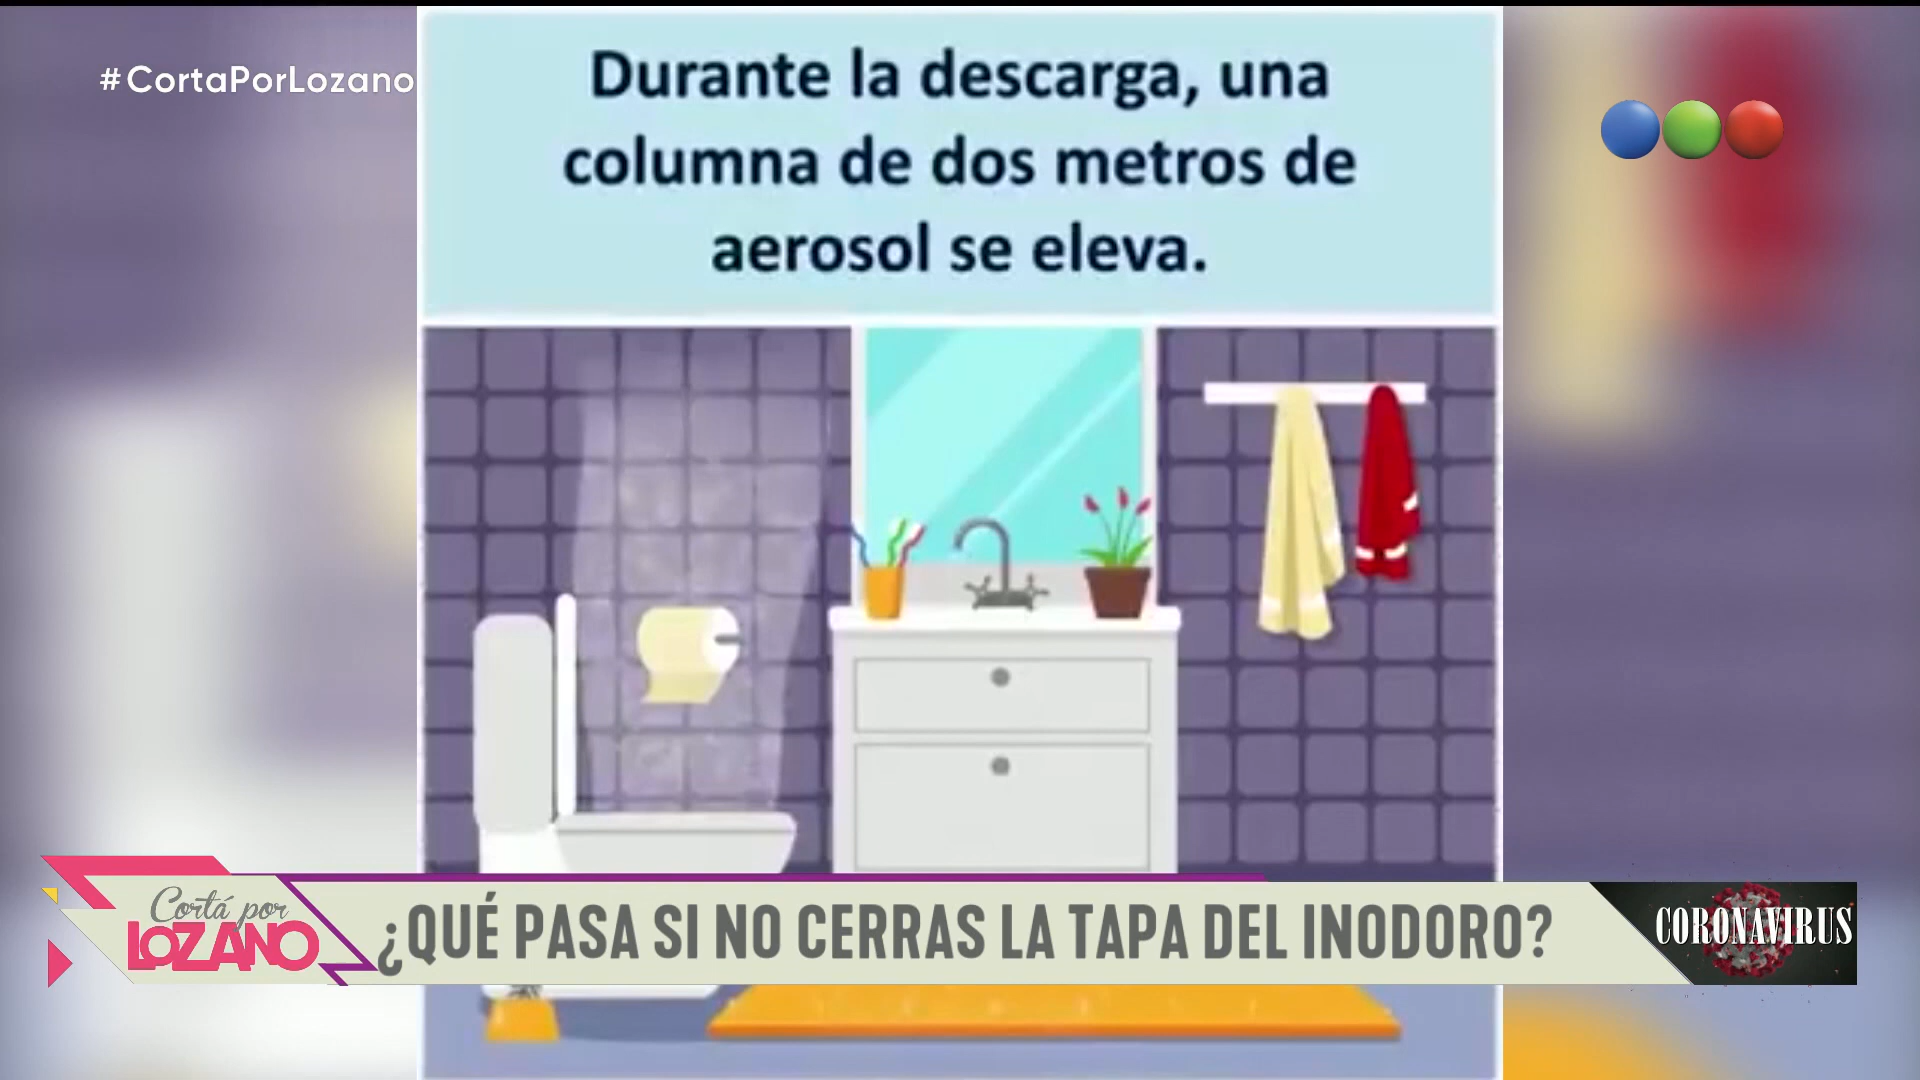 #CortaPorLozano
Durante la descarga, una
columna de dos metros de
aerosol se eleva.
Cortá por
LOZANO
¿QUÉ PASA SI NO CERRAS LA TAPA DEL INODORO?
CORONAVIRUS